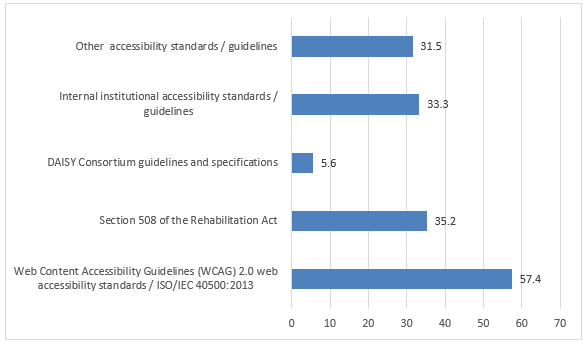 Other accessibility standards / guidelines
31.5
Internal institutional accessibility standards /
guidelines
33.3
DAISY Consortium guidelines and specifications
5.6
Section 508 of the Rehabilitation Act
35.2
Web Content Accessibility Guidelines (WCAG) 2.0 web
accessibility standards / ISO/IEC 40500:2013
57.4
0 10 20 30 40 50 60 70